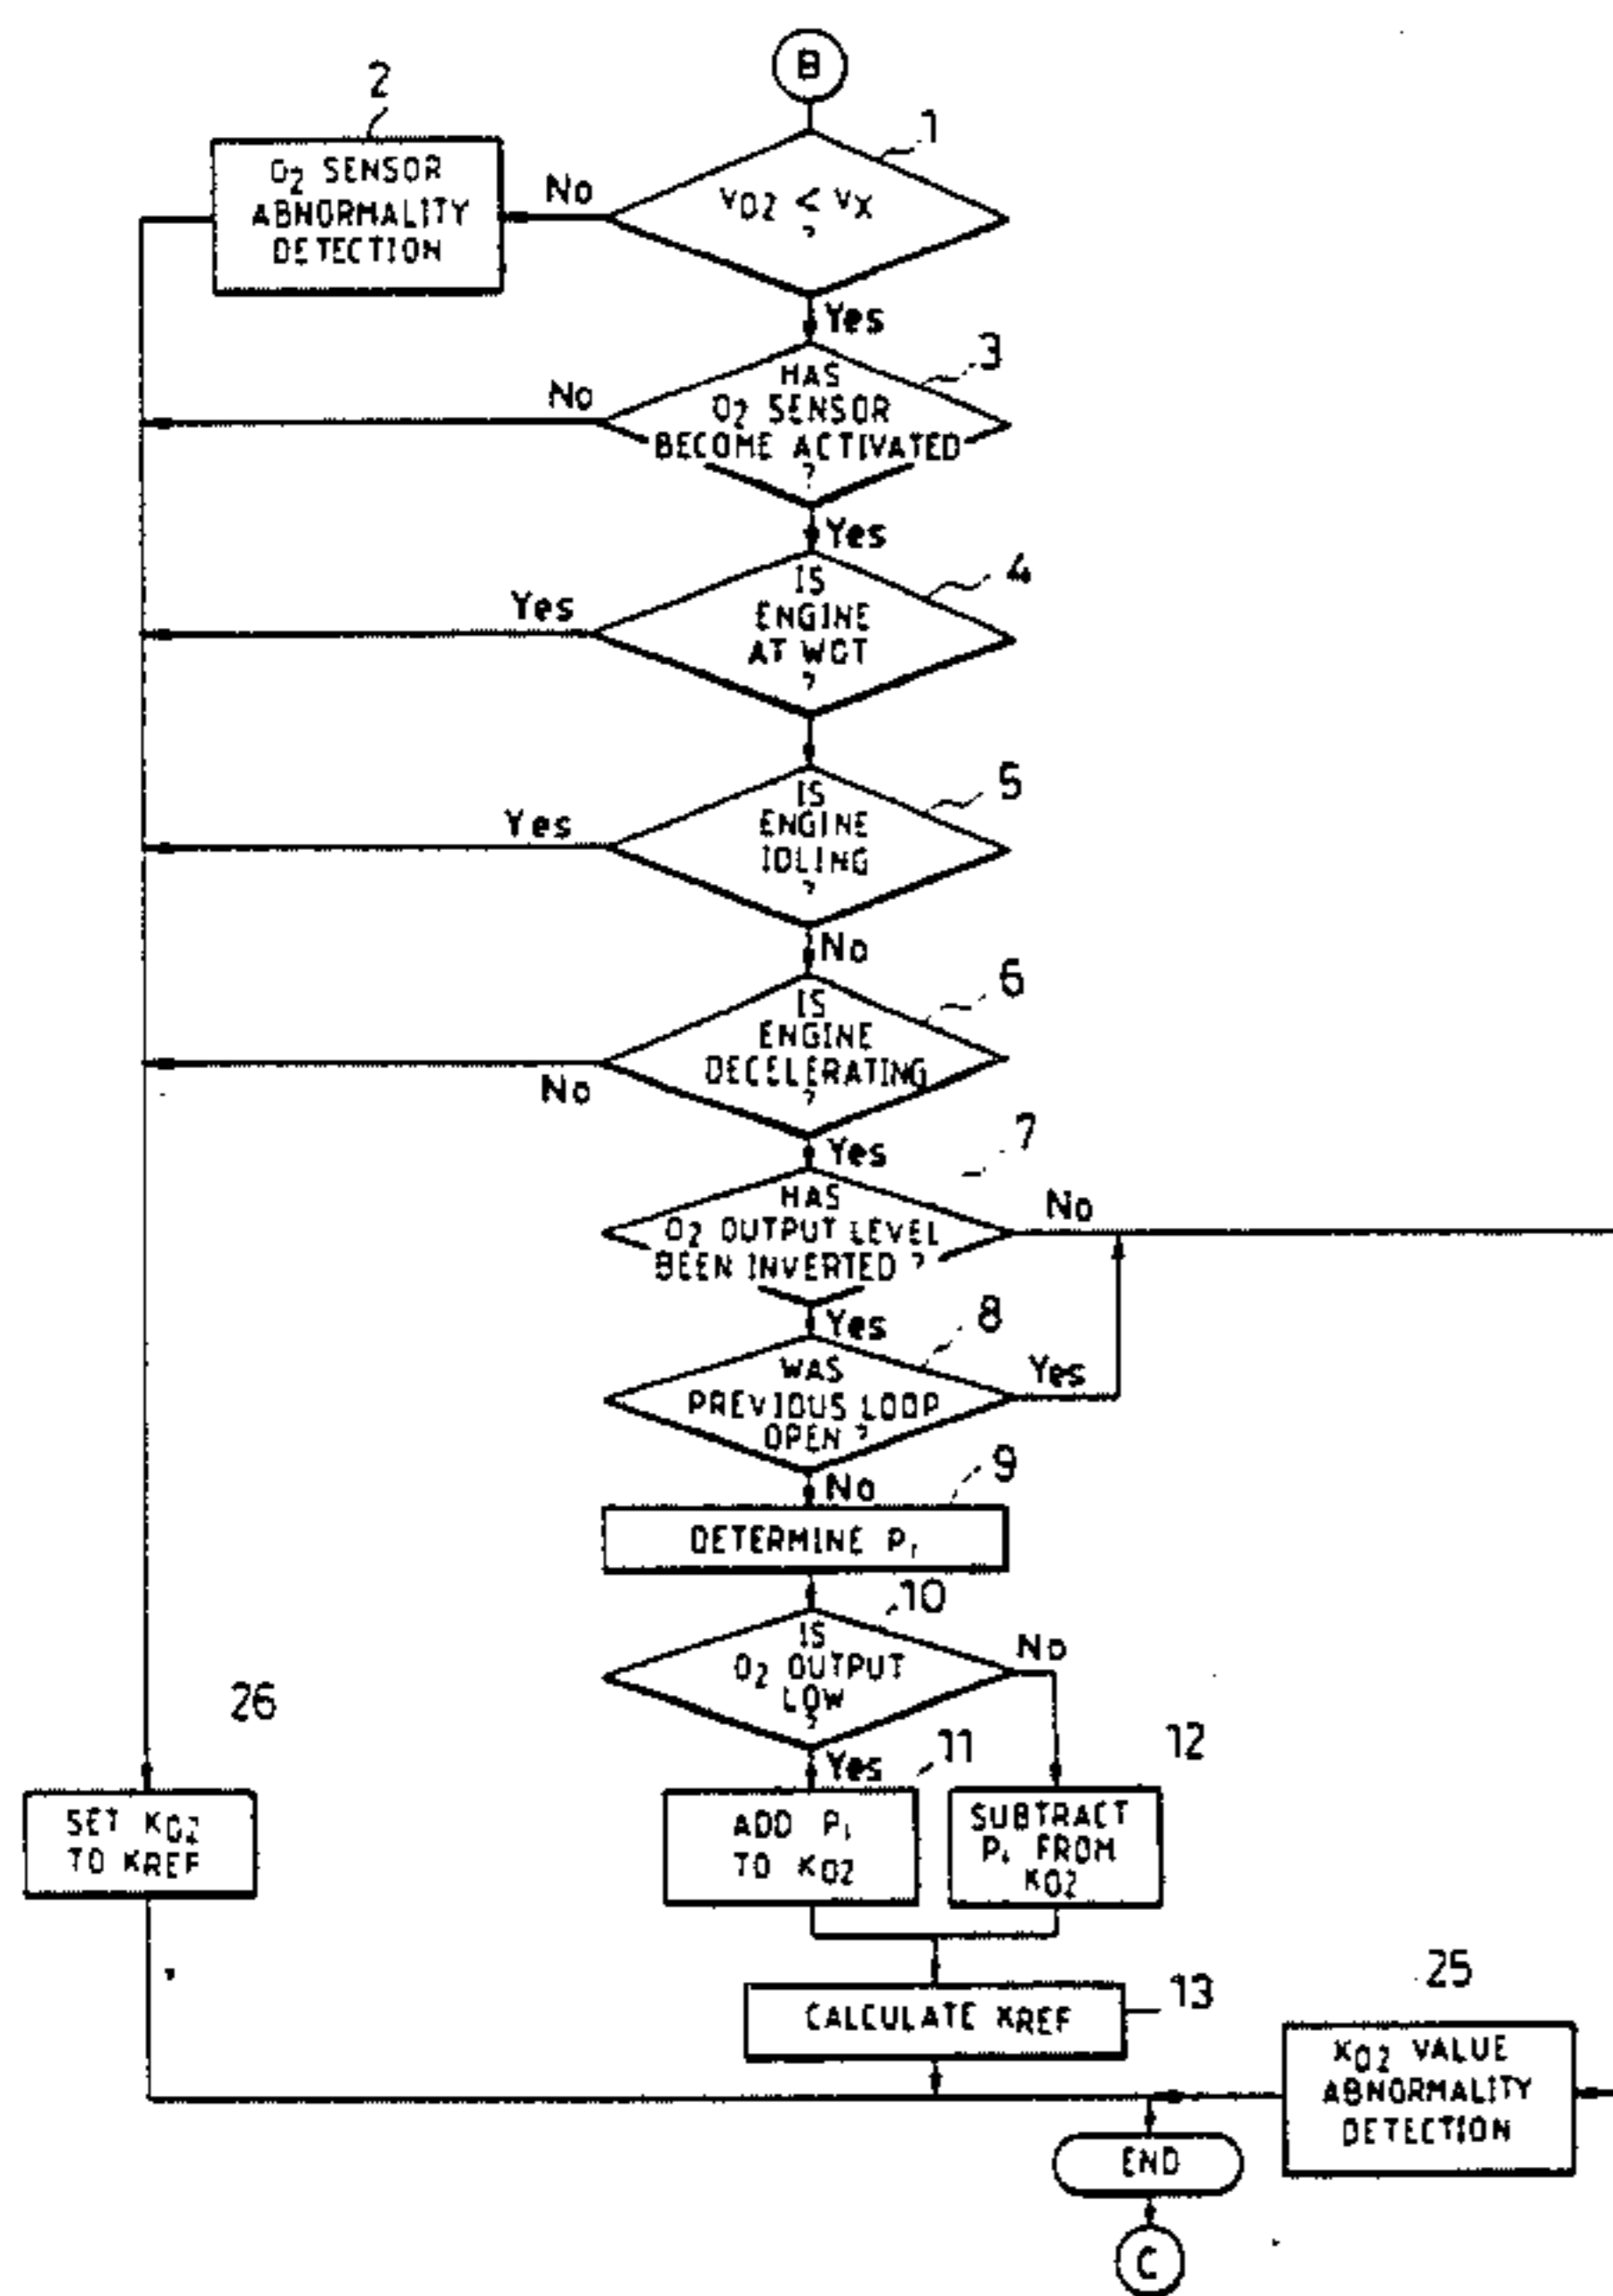 B
1
2
O2 SENSOR
ABNORMALITY
DETECTION
No
VO2 < VX
?
Yes
3
HAS
O2 SENSOR
BECOME ACTIVATED
?
No
Yes
4
IS
ENGINE
AT WOT
?
Yes
5
IS
ENGINE
IDLING
?
Yes
No
6
IS
ENGINE
DECELERATING
?
No
Yes
7
HAS
O2 OUTPUT LEVEL
BEEN INVERTED ?
No
Yes
8
WAS
PREVIOUS LOOP
OPEN ?
Yes
No
9
DETERMINE Pi
10
IS
O2 OUTPUT
LOW
?
No
Yes
26
SET KO2
TO KREF
11
ADD Pi
TO KO2
12
SUBTRACT
Pi FROM
KO2
13
CALCULATE KREF
25
KO2 VALUE
ABNORMALITY
DETECTION
END
C